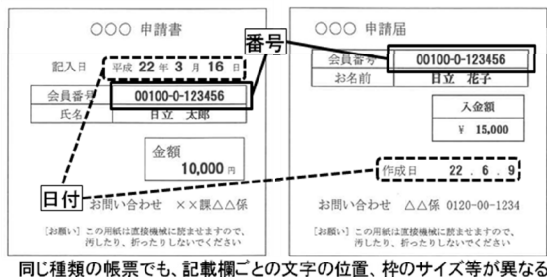 ○○○ 申請書
記入日 平成 22 年 3 月 16 日
会員番号 00100-0-123456
氏名 日立 太郎
金額
10,000 円
お問い合わせ ××課△△係
［お願い］この用紙は直接機械に読ませますので、
汚したり、折ったりしないでください
番号
日付
○○○ 申請届
会員番号 00100-0-123456
お名前 日立 花子
入金額
¥ 15,000
作成日 22 . 6 . 9
お問い合わせ △△係 0120-00-1234
［お願い］この用紙は直接機械に読ませますので、
汚したり、折ったりしないでください
同じ種類の帳票でも、記載欄ごとの文字の位置、枠のサイズ等が異なる